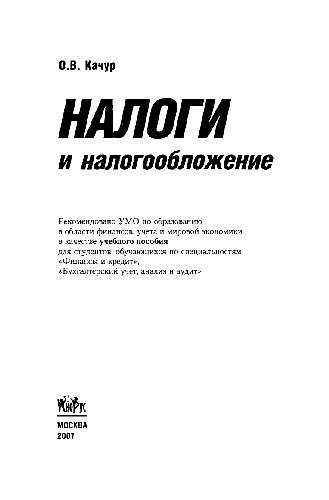 О.В. Качур
НАЛОГИ
и налогообложение
Рекомендовано УМО по образованию
в области финансов, учета и мировой экономики
в качестве учебного пособия
для студентов, обучающихся по специальностям
«Финансы и кредит»,
«Бухгалтерский учет, анализ и аудит»
КНОРУС
МОСКВА
2007